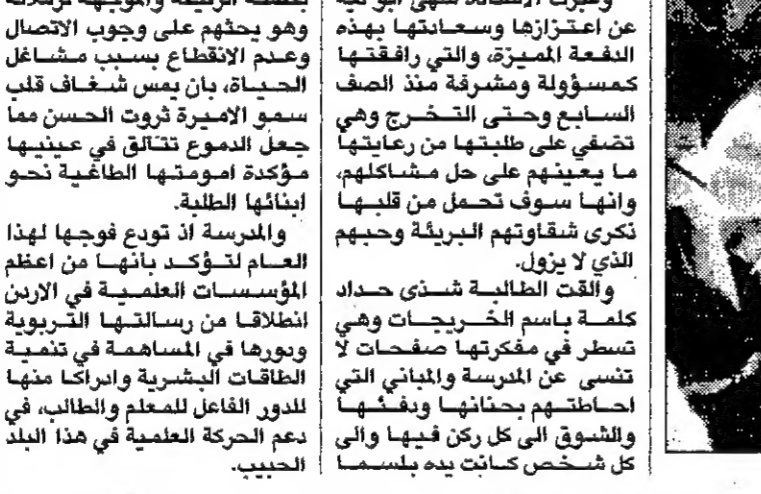 وعبرت الاستاذة سهى ابو نجة
عن اعتزازها وسعادتها بهذه
الدفعة المميزة، والتي رافقتها
كمسؤولة ومشرفة منذ الصف
السابع وحتى التخرج وهي
تضفي على طلبتها من رعايتها
ما يعينهم على حل مشاكلهم،
وانها سوف تحمل من قلبها
ذكرى شقاوتهم البريئة وحبهم
الذي لا يزول.
والقت الطالبة شذى حداد
كلمة باسم الخريجات وهي
تسطر في مفكرتها صفحات لا
تنسى عن المدرسة والمباني التي
احاطتهم بحنانها ودفئها
والشوق الى كل ركن فيها والى
كل شخص كانت يده بلسما
وهو يحثهم على وجوب الاتصال
وعدم الانقطاع بسبب مشاغل
الحياة، بان يمس شغاف قلب
سمو الاميرة ثروت الحسن مما
جعل الدموع تتألق في عينيها
مؤكدة امومتها الطاغية نحو
ابنائها الطلبة.
والمدرسة اذ تودع فوجها لهذا
العام لتؤكد بأنها من اعظم
المؤسسات العلمية في الاردن
انطلاقا من رسالتها التربوية
ودورها في المساهمة في تنمية
الطاقات البشرية وادراكا منها
للدور الفاعل للمعلم والطالب، في
دعم الحركة العلمية في هذا البلد
الحبيب.